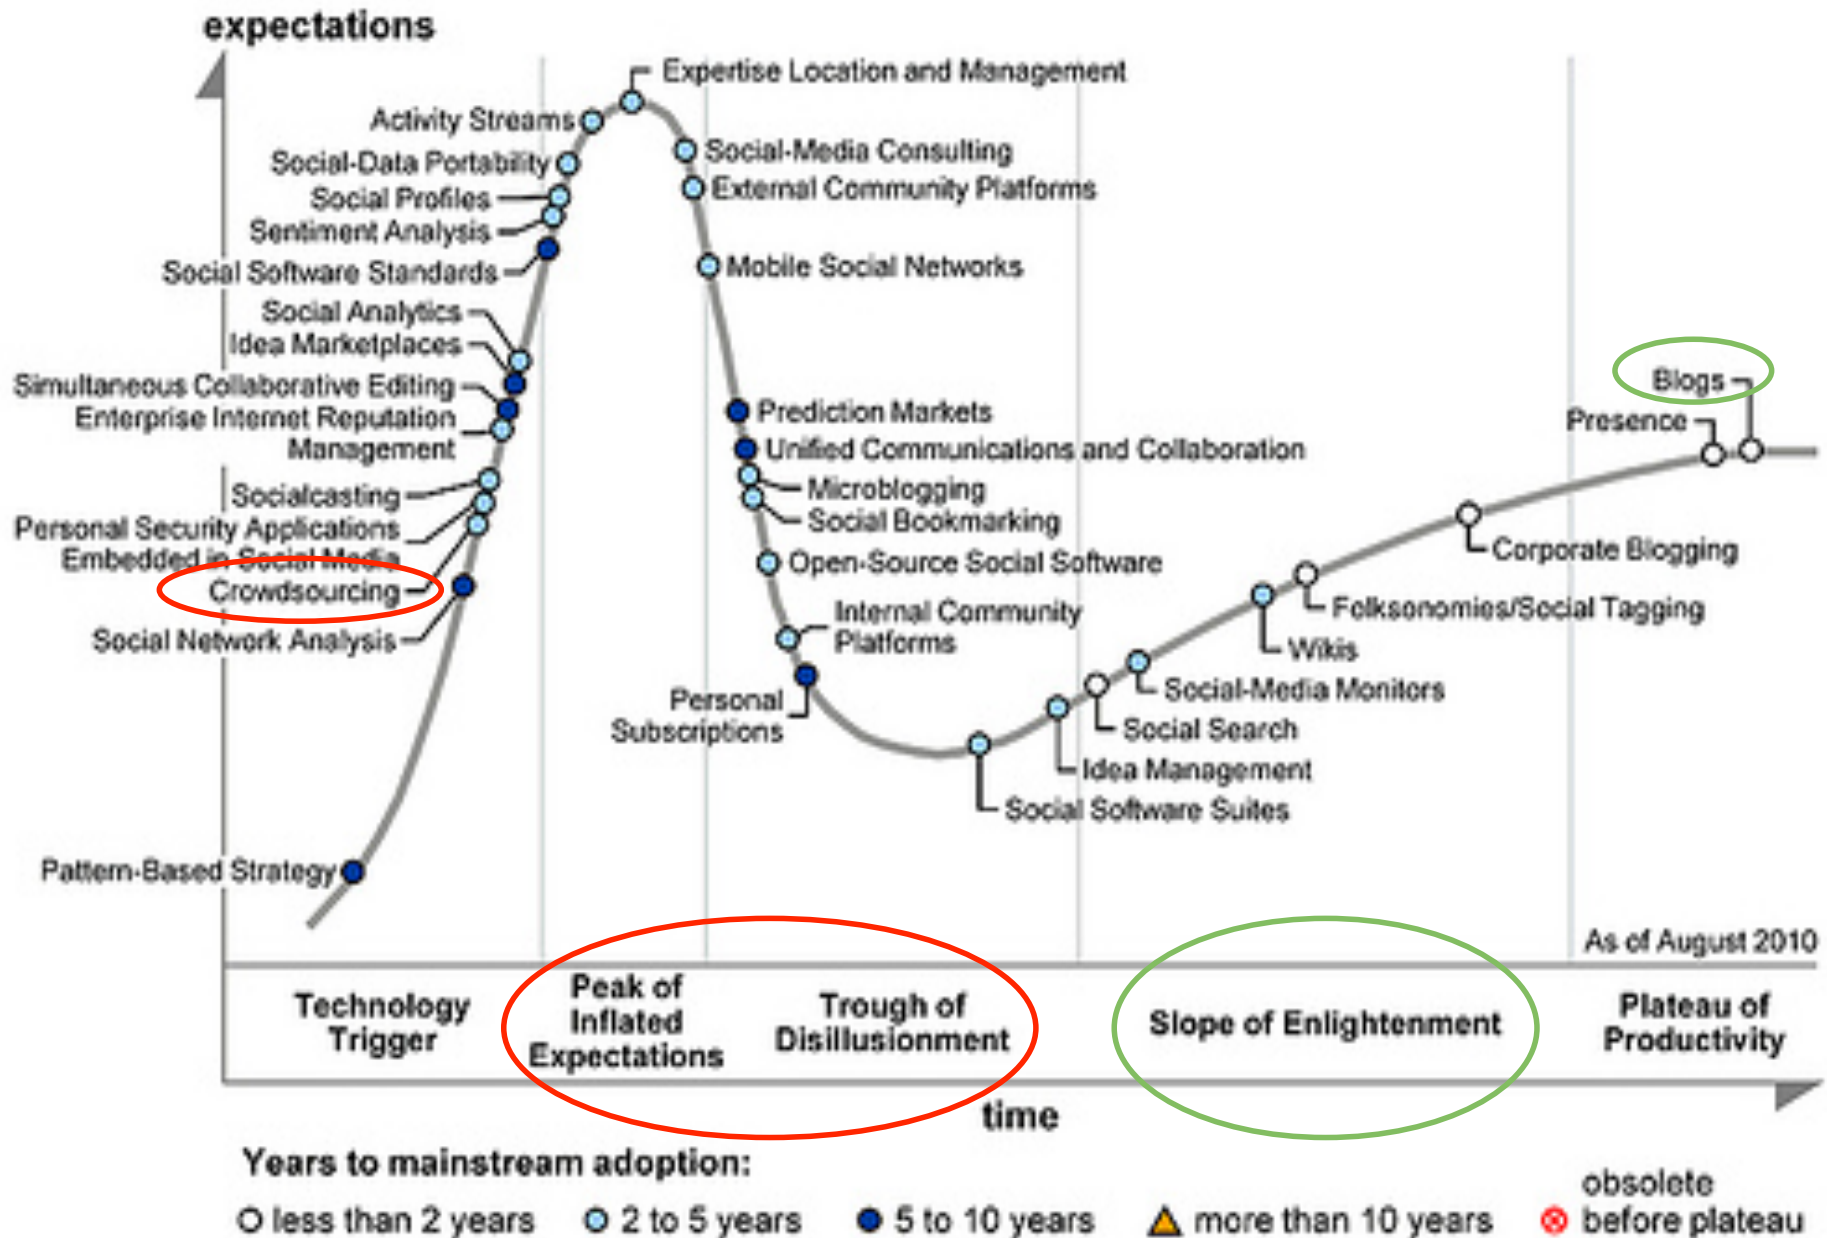 expectations
Expertise Location and Management
Activity Streams
Social-Data Portability
Social Profiles
Sentiment Analysis
Social Software Standards
Social Analytics
Idea Marketplaces
Simultaneous Collaborative Editing
Enterprise Internet Reputation
Management
Socialcasting
Personal Security Applications
Embedded in Social Media
Crowdsourcing
Social Network Analysis
Pattern-Based Strategy
Social-Media Consulting
External Community Platforms
Mobile Social Networks
Prediction Markets
Unified Communications and Collaboration
Microblogging
Social Bookmarking
Open-Source Social Software
Internal Community
Platforms
Personal
Subscriptions
Blogs
Presence
Corporate Blogging
Folksonomies/Social Tagging
Wikis
Social-Media Monitors
Social Search
Idea Management
Social Software Suites
As of August 2010
Technology
Trigger
Peak of
Inflated
Expectations
Trough of
Disillusionment
Slope of Enlightenment
Plateau of
Productivity
time
Years to mainstream adoption:
less than 2 years
2 to 5 years
5 to 10 years
more than 10 years
obsolete
before plateau